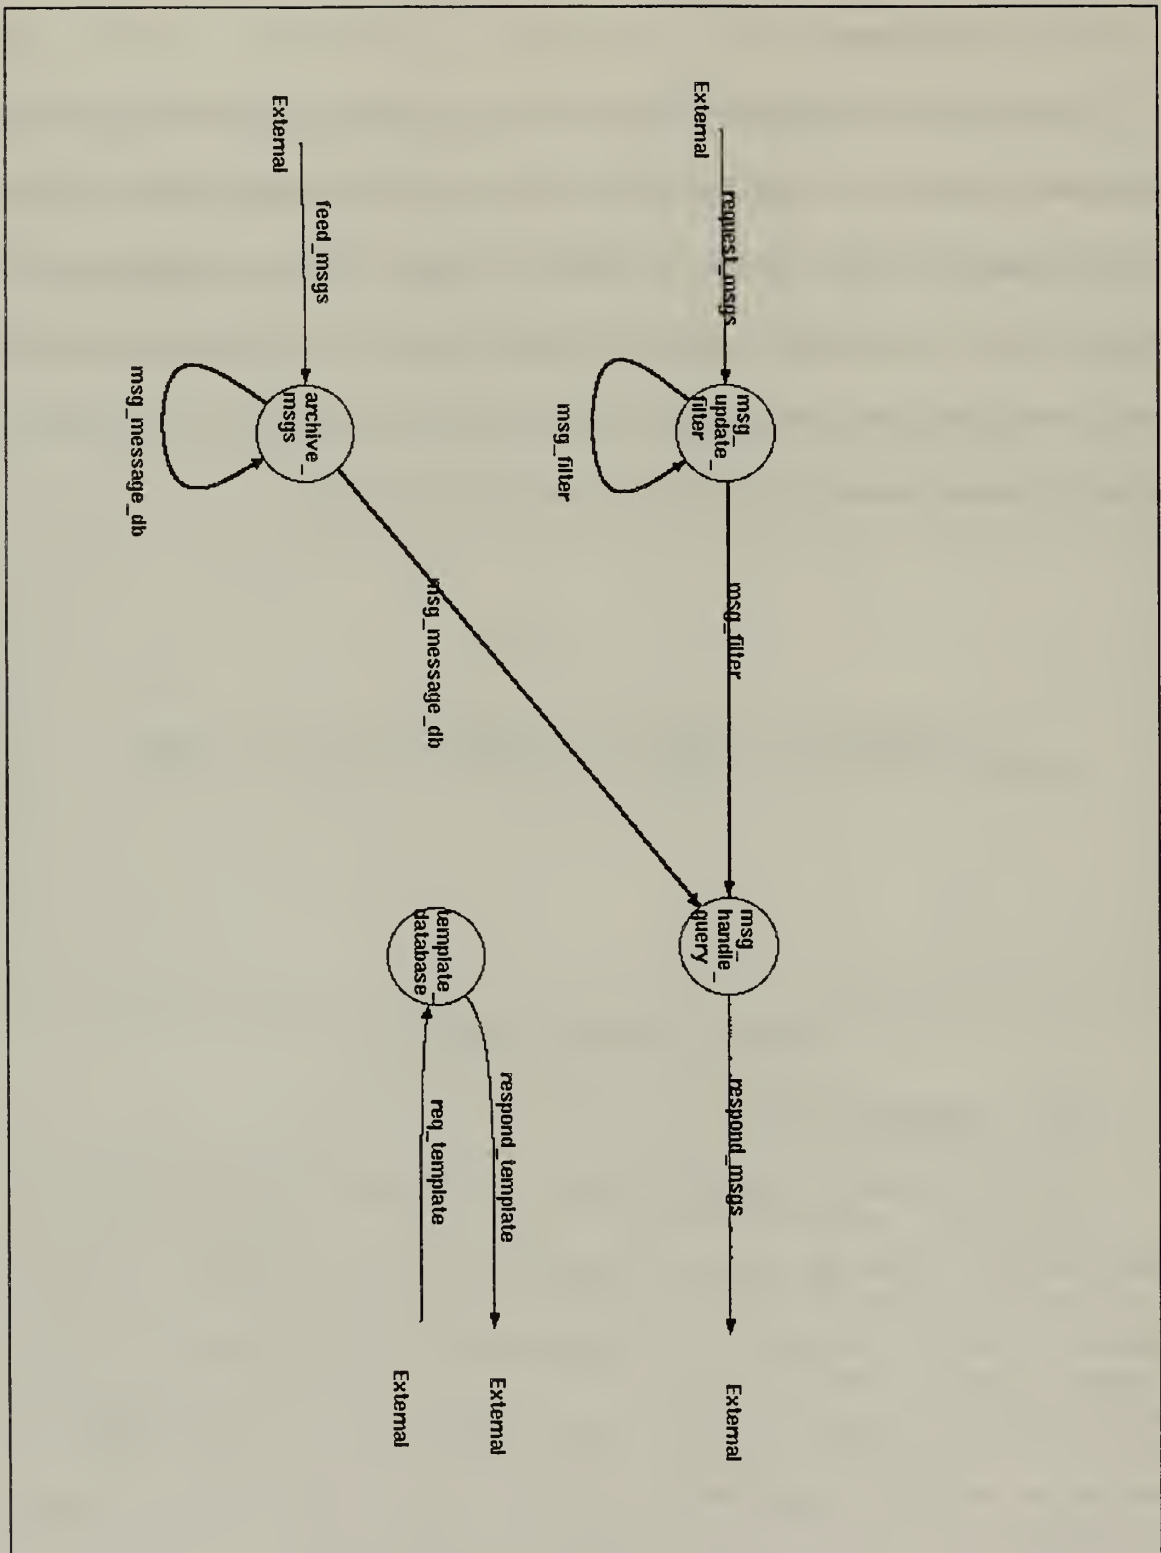 External
request_msgs
msg_
update_
filter
msg_filter
msg_filter
msg_
handle_
query
respond_msgs
External
External
feed_msgs
archive_
msgs
msg_message_db
msg_message_db
template_
database
respond_template
External
req_template
External